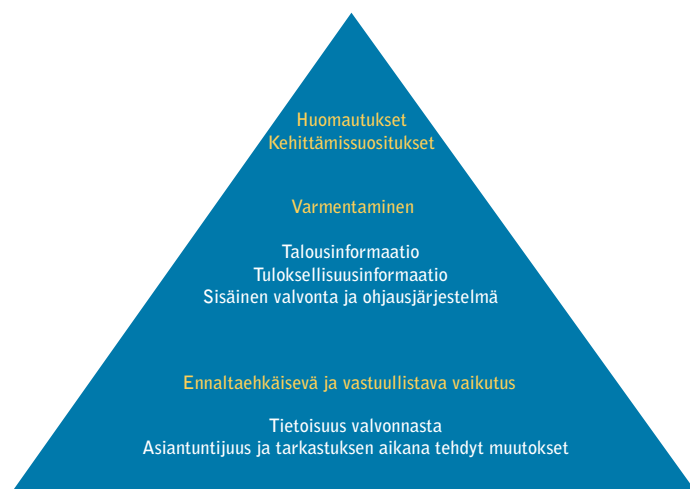 Huomautukset
Kehittämissuositukset
Varmentaminen
Talousinformaatio
Tuloksellisuusinformaatio
Sisäinen valvonta ja ohjausjärjestelmä
Ennaltaehkäisevä ja vastuullistava vaikutus
Tietoisuus valvonnasta
Asiantuntijuus ja tarkastuksen aikana tehdyt muutokset